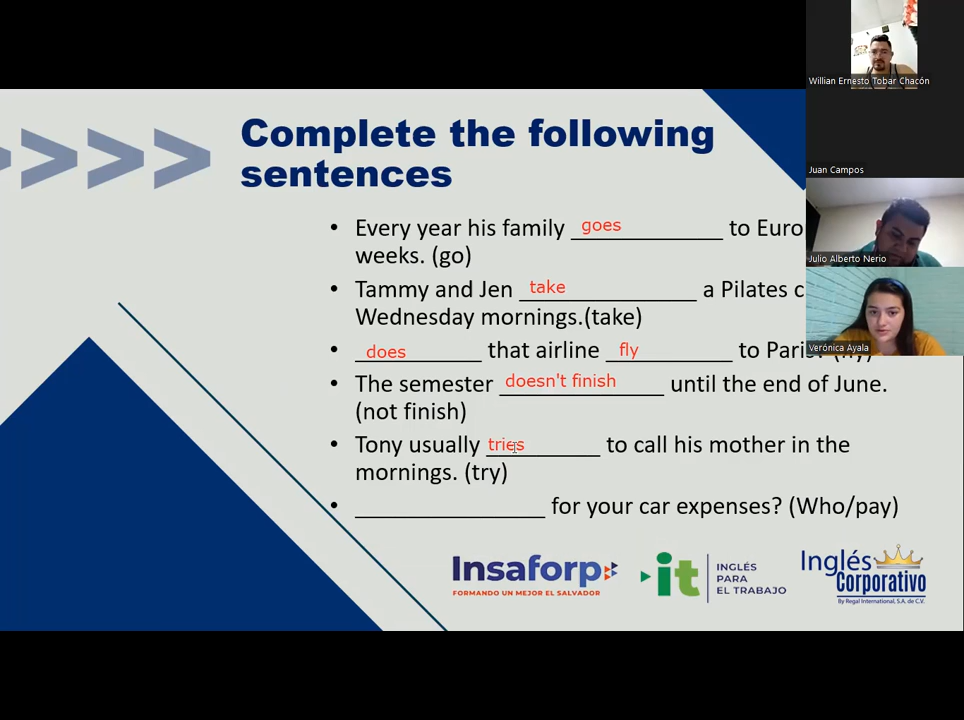 Complete the following
sentences
• Every year his family goes to Euro
weeks. (go)
• Tammy and Jen take a Pilates c
Wednesday mornings.(take)
• does that airline fly to Paris? (fly)
• The semester doesn't finish until the end of June.
(not finish)
• Tony usually tries to call his mother in the
mornings. (try)
• ________________ for your car expenses? (Who/pay)
Insaforp
FORMANDO UN MEJOR EL SALVADOR
it INGLÉS
PARA
EL TRABAJO
Inglés
Corporativo
By Regal International, S.A. de C.V.
Willian Ernesto Tobar Chacón
Juan Campos
Julio Alberto Nerio
Verónica Ayala